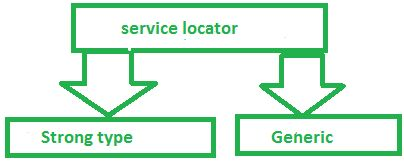 service locator
Strong type
Generic